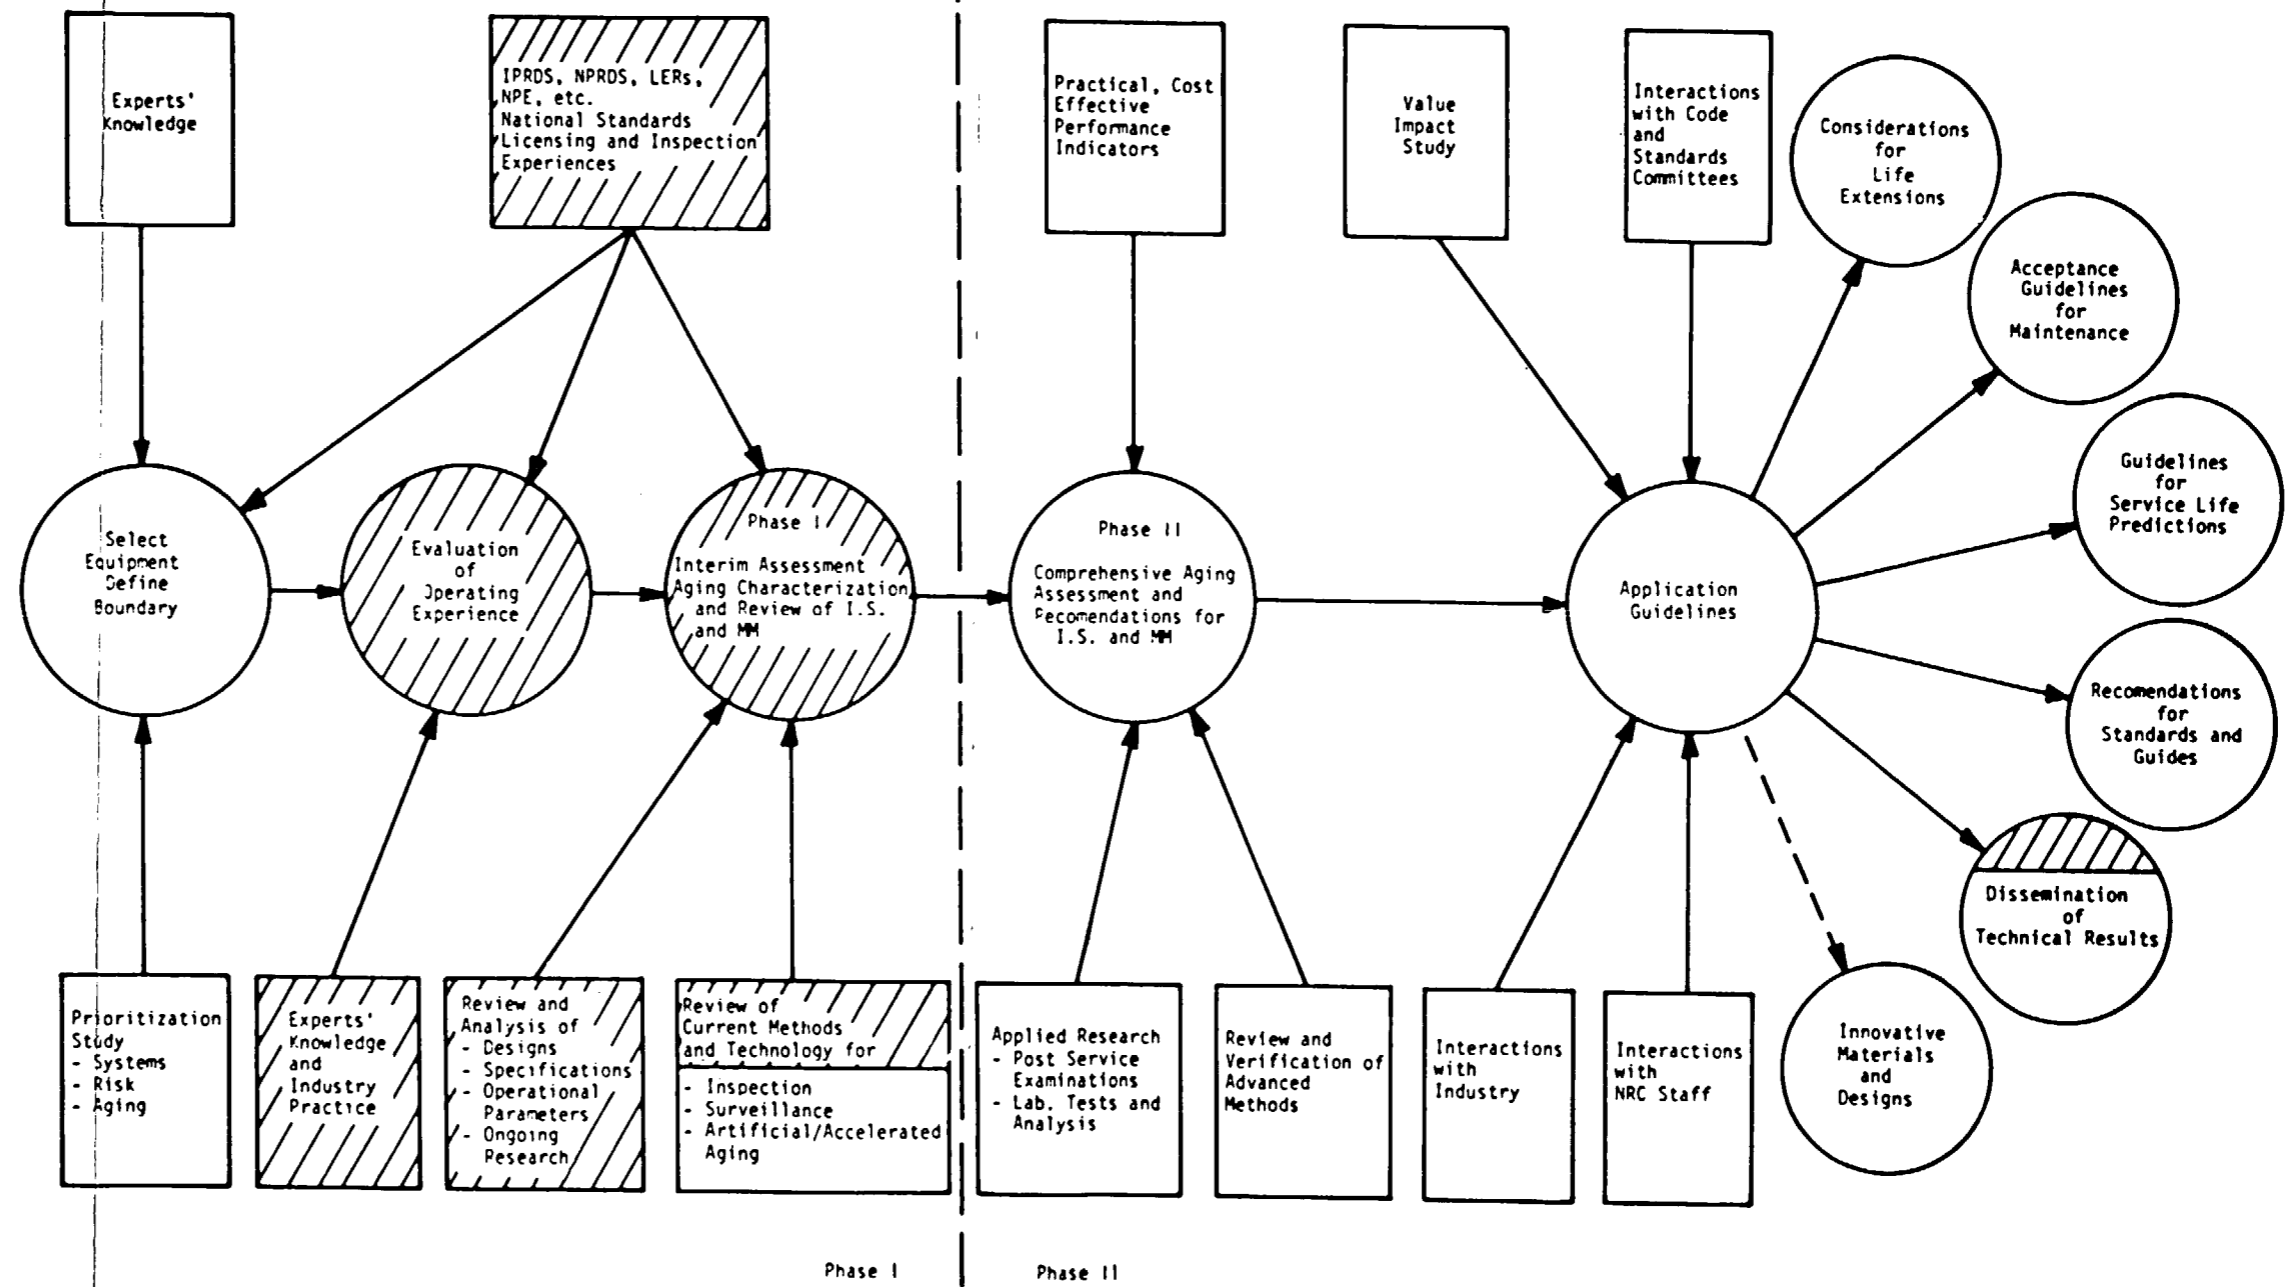 Experts'
Knowledge
IPRDS, NPRDS, LERs,
NPE, etc.
National Standards
Licensing and Inspection
Experiences
Practical, Cost
Effective
Performance
Indicators
Value
Impact
Study
Interactions
with Code
and
Standards
Committees
Considerations
for
Life
Extensions
Acceptance
Guidelines
for
Maintenance
Guidelines
for
Service Life
Predictions
Select
Equipment
Define
Boundary
Evaluation
of
Operating
Experience
Phase I
Interim Assessment
Aging Characterization
and Review of I.S.
and MM
Phase II
Comprehensive Aging
Assessment and
Recomendations for
I.S. and MM
Application
Guidelines
Recomendations
for
Standards and
Guides
Dissemination
of
Technical Results
Innovative
Materials
and
Designs
Prioritization
Study
- Systems
- Risk
- Aging
Experts'
Knowledge
and
Industry
Practice
Review and
Analysis of
- Designs
- Specifications
- Operational
Parameters
- Ongoing
Research
Review of
Current Methods
and Technology for
- Inspection
- Surveillance
- Artificial/Accelerated
Aging
Applied Research
- Post Service
Examinations
- Lab. Tests and
Analysis
Review and
Verification of
Advanced
Methods
Interactions
with
Industry
Interactions
with
NRC Staff
Phase I
Phase II